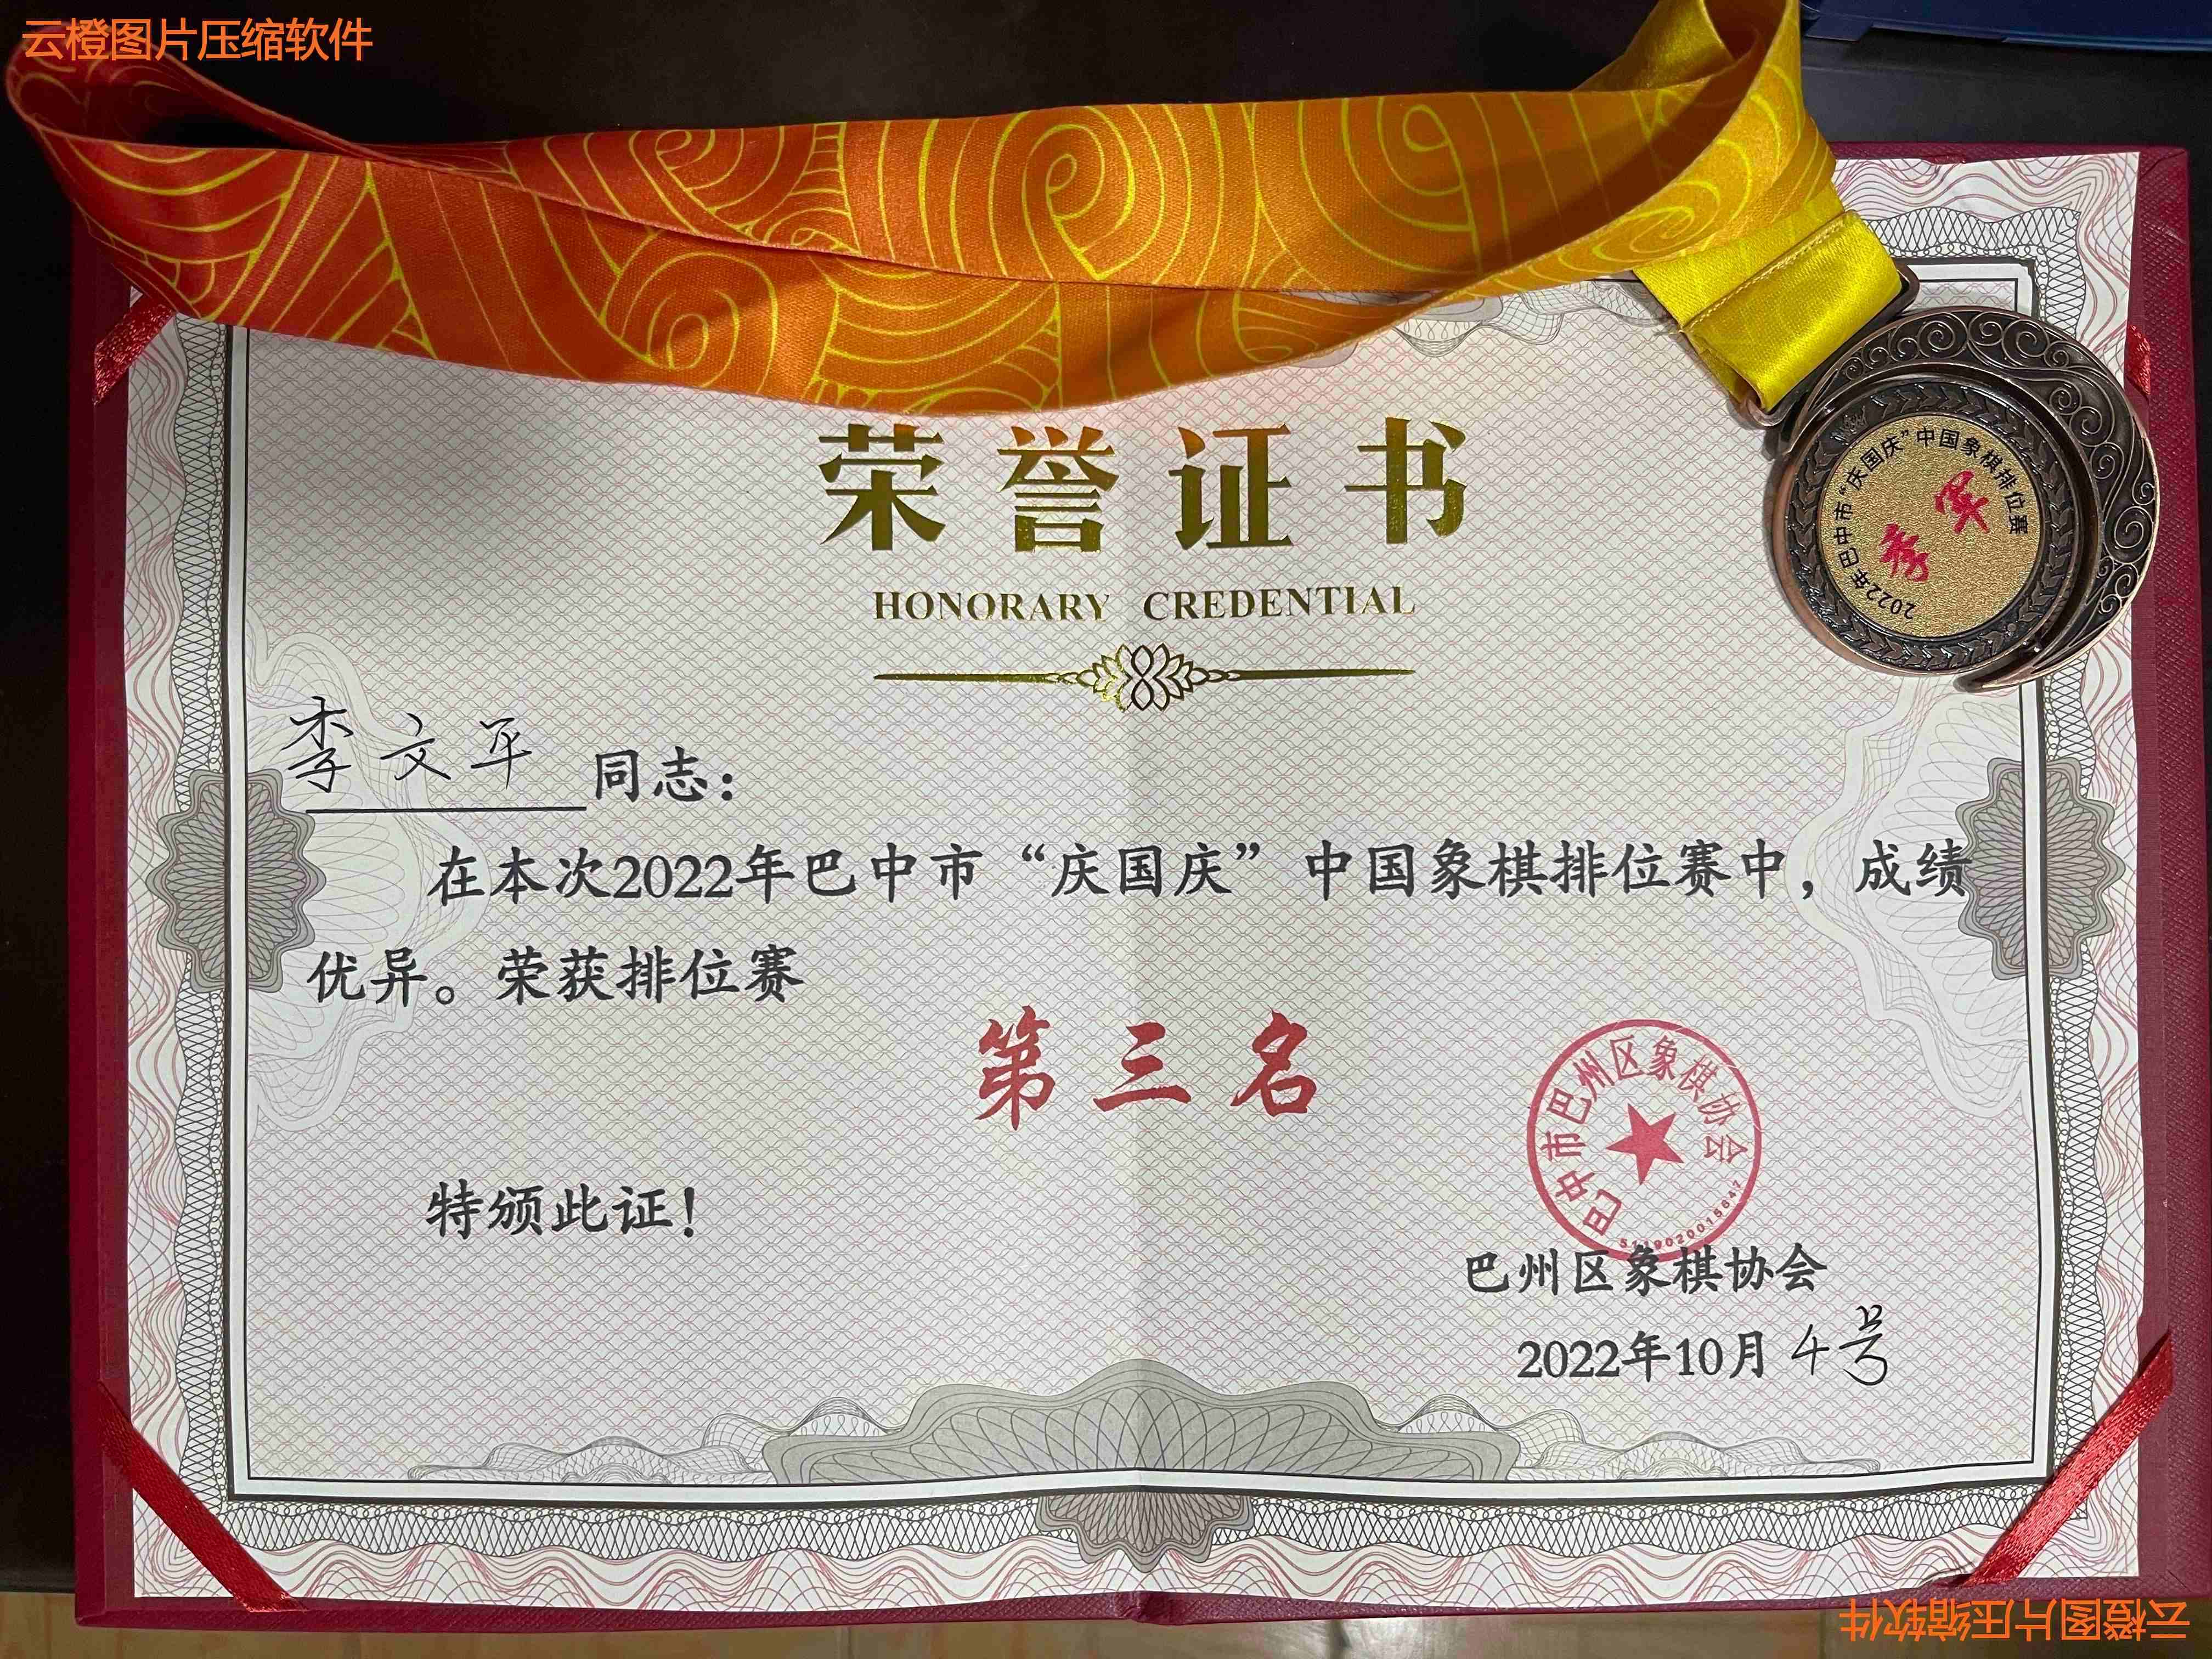 云橙图片压缩软件
2022年巴中市“庆国庆”中国象棋排位赛
季军
荣誉证书
HONORARY CREDENTIAL
李文平 同志：
在本次2022年巴中市“庆国庆”中国象棋排位赛中，成绩
优异。荣获排位赛
第三名
巴中市巴州区象棋协会
5119020015647
特颁此证！
巴州区象棋协会
2022年10月4号
云橙图片压缩软件